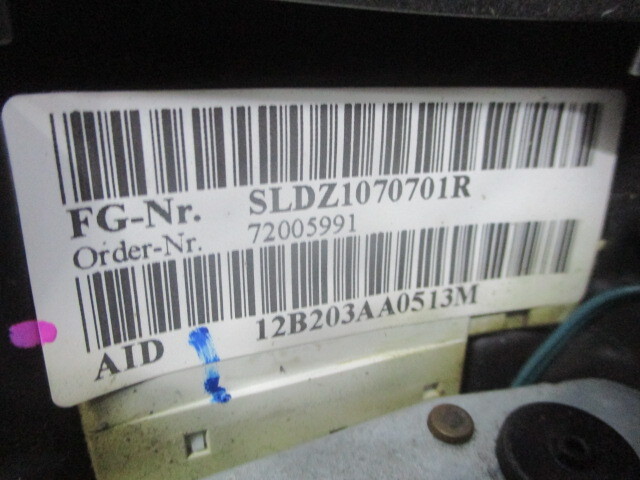 FG-Nr. SLDZ1070701R
Order-Nr. 72005991
AID 12B203AA0513M